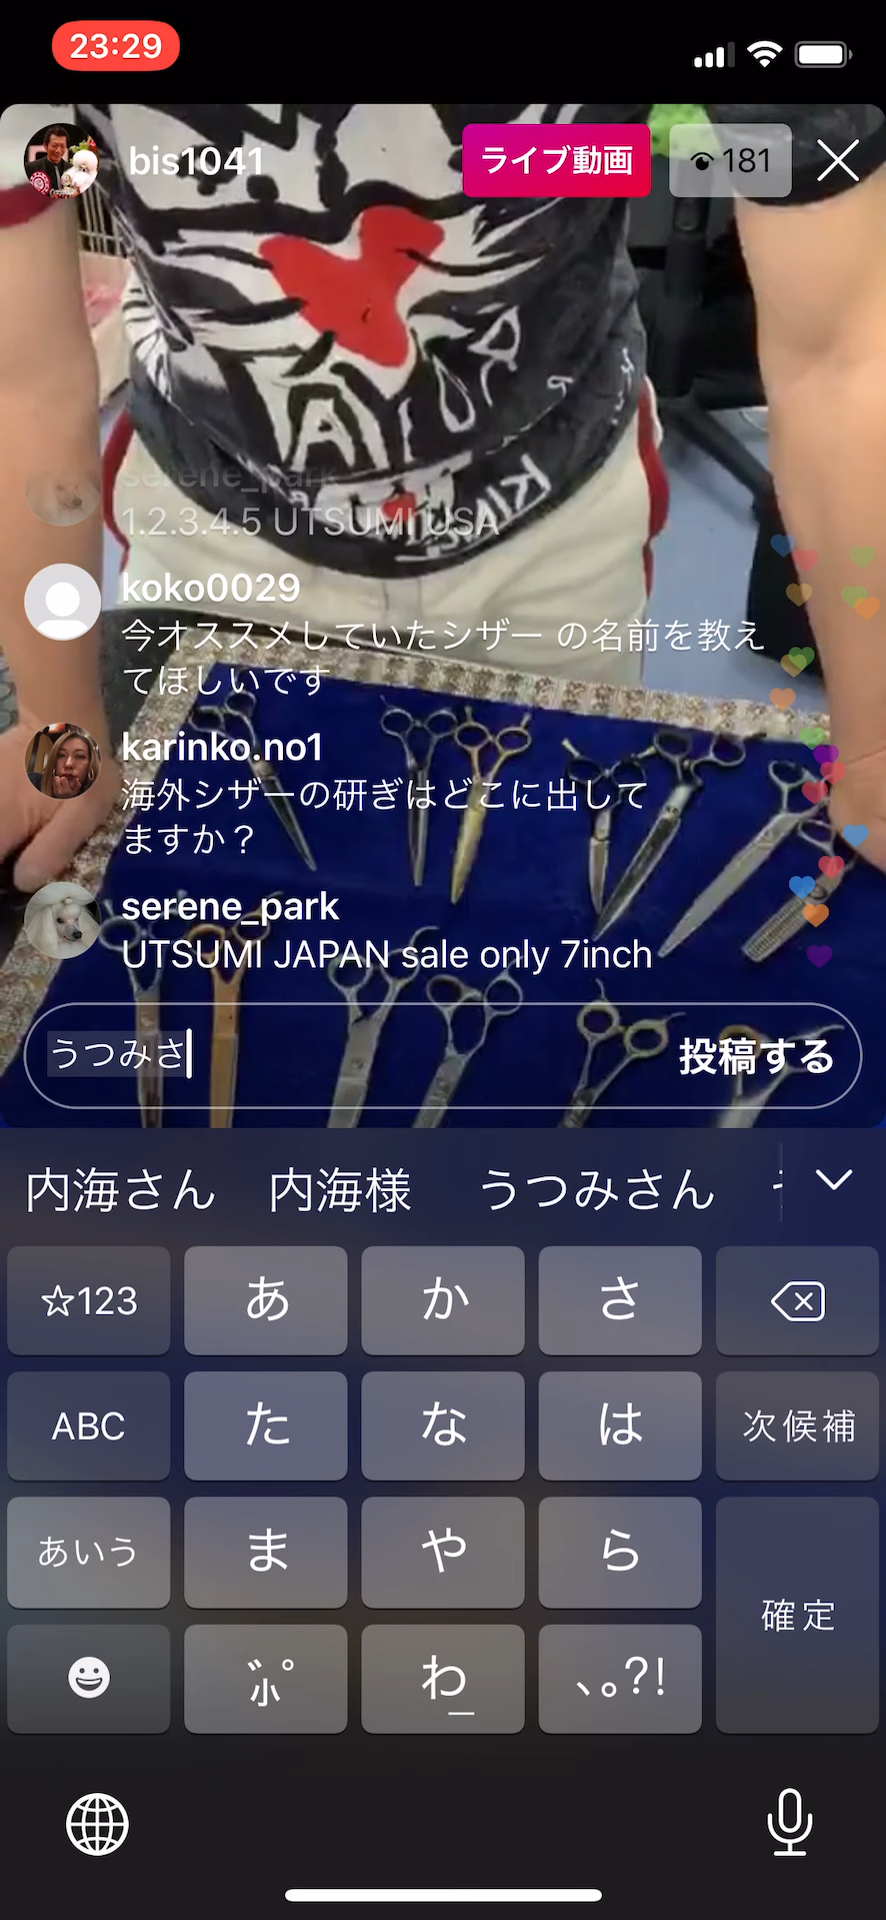 23:29
bis1041
ライブ動画
181
serene_park
1.2.3.4.5 UTSUMI USA
koko0029
今オススメしていたシザー の名前を教え
てほしいです
karinko.no1
海外シザーの研ぎはどこに出して
ますか？
serene_park
UTSUMI JAPAN sale only 7inch
うつみさ
投稿する
内海さん 内海様 うつみさん
☆123 あ か さ
ABC た な は 次候補
あいう ま や ら
確定
゛゜小 わ_ 、。?!